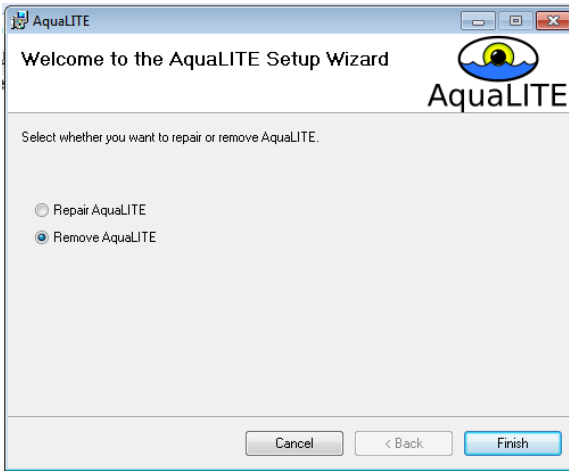 AquaLITE
Welcome to the AquaLITE Setup Wizard
AquaLITE
Select whether you want to repair or remove AquaLITE.
Repair AquaLITE
Remove AquaLITE
Cancel
< Back
Finish